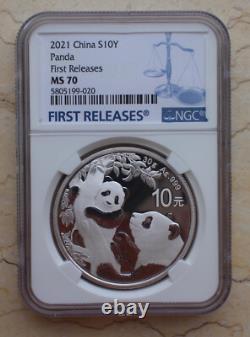 2021 China S10Y
Panda
First Releases
MS 70
5805199-020
NGC
FIRST RELEASES®
30g Ag .999
10元
thecoin